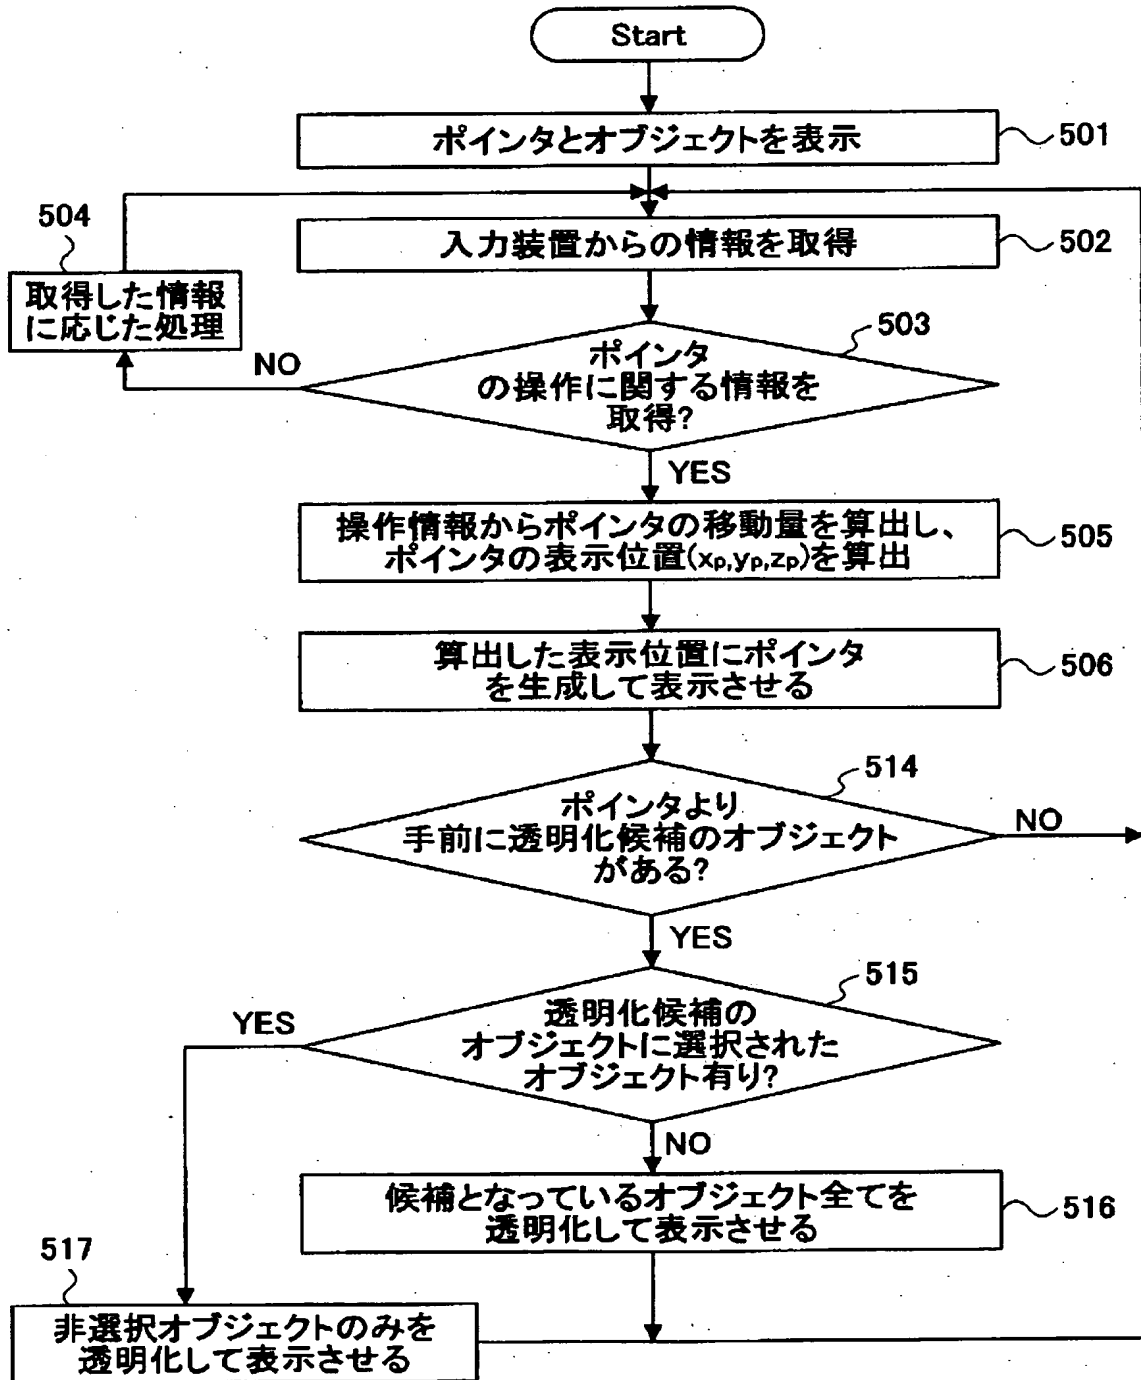 Start
ポインタとオブジェクトを表示
501
504
入力装置からの情報を取得
502
取得した情報
に応じた処理
503
NO
ポインタ
の操作に関する情報を
取得?
YES
操作情報からポインタの移動量を算出し、
ポインタの表示位置(xp,yp,zp)を算出
505
算出した表示位置にポインタ
を生成して表示させる
506
514
ポインタより
手前に透明化候補のオブジェクト
がある?
NO
YES
515
YES
透明化候補の
オブジェクトに選択された
オブジェクト有り?
NO
候補となっているオブジェクト全てを
透明化して表示させる
516
517
非選択オブジェクトのみを
透明化して表示させる